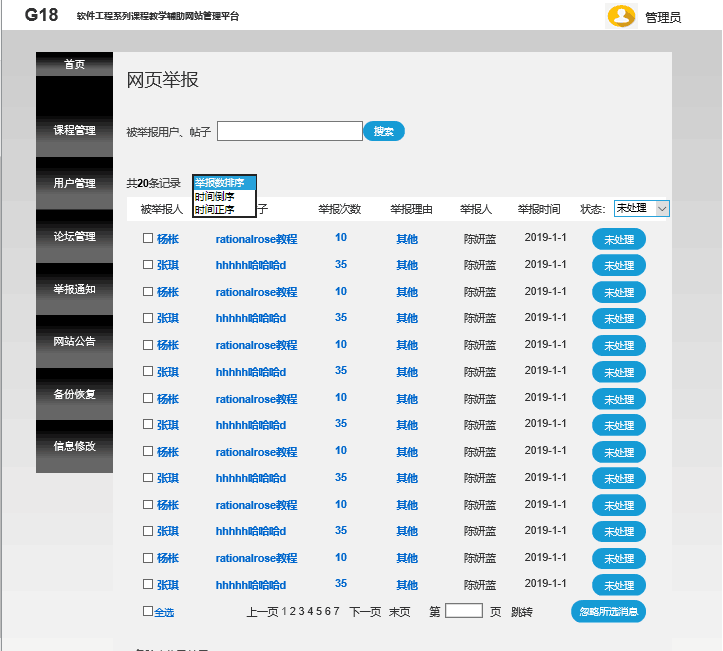 G18 软件工程系列课程教学辅助网站管理平台 管理员
首页
课程管理
用户管理
论坛管理
举报通知
网站公告
备份恢复
信息修改
网页举报
被举报用户、帖子 搜索
共20条记录 举报数排序
时间倒序
时间正序
被举报人 子 举报次数 举报理由 举报人 举报时间 状态: 未处理
杨枨 rationalrose教程 10 其他 陈妍蓝 2019-1-1 未处理
张琪 hhhhh哈哈哈d 35 其他 陈妍蓝 2019-1-1 未处理
杨枨 rationalrose教程 10 其他 陈妍蓝 2019-1-1 未处理
张琪 hhhhh哈哈哈d 35 其他 陈妍蓝 2019-1-1 未处理
杨枨 rationalrose教程 10 其他 陈妍蓝 2019-1-1 未处理
张琪 hhhhh哈哈哈d 35 其他 陈妍蓝 2019-1-1 未处理
杨枨 rationalrose教程 10 其他 陈妍蓝 2019-1-1 未处理
张琪 hhhhh哈哈哈d 35 其他 陈妍蓝 2019-1-1 未处理
杨枨 rationalrose教程 10 其他 陈妍蓝 2019-1-1 未处理
张琪 hhhhh哈哈哈d 35 其他 陈妍蓝 2019-1-1 未处理
杨枨 rationalrose教程 10 其他 陈妍蓝 2019-1-1 未处理
张琪 hhhhh哈哈哈d 35 其他 陈妍蓝 2019-1-1 未处理
杨枨 rationalrose教程 10 其他 陈妍蓝 2019-1-1 未处理
张琪 hhhhh哈哈哈d 35 其他 陈妍蓝 2019-1-1 未处理
全选 上一页 1 2 3 4 5 6 7 下一页 末页 第 页 跳转 忽略所选消息